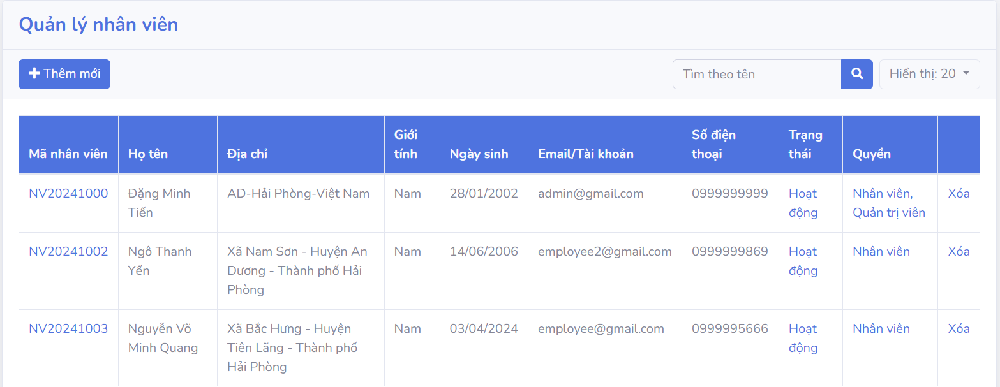 Quản lý nhân viên
Thêm mới
Tìm theo tên
Hiển thị: 20
Mã nhân viên Họ tên Địa chỉ Giới tính Ngày sinh Email/Tài khoản Số điện thoại Trạng thái Quyền
NV20241000 Đặng Minh Tiến AD-Hải Phòng-Việt Nam Nam 28/01/2002 admin@gmail.com 0999999999 Hoạt động Nhân viên, Quản trị viên Xóa
NV20241002 Ngô Thanh Yến Xã Nam Sơn - Huyện An Dương - Thành phố Hải Phòng Nam 14/06/2006 employee2@gmail.com 0999999869 Hoạt động Nhân viên Xóa
NV20241003 Nguyễn Võ Minh Quang Xã Bắc Hưng - Huyện Tiên Lãng - Thành phố Hải Phòng Nam 03/04/2024 employee@gmail.com 0999995666 Hoạt động Nhân viên Xóa